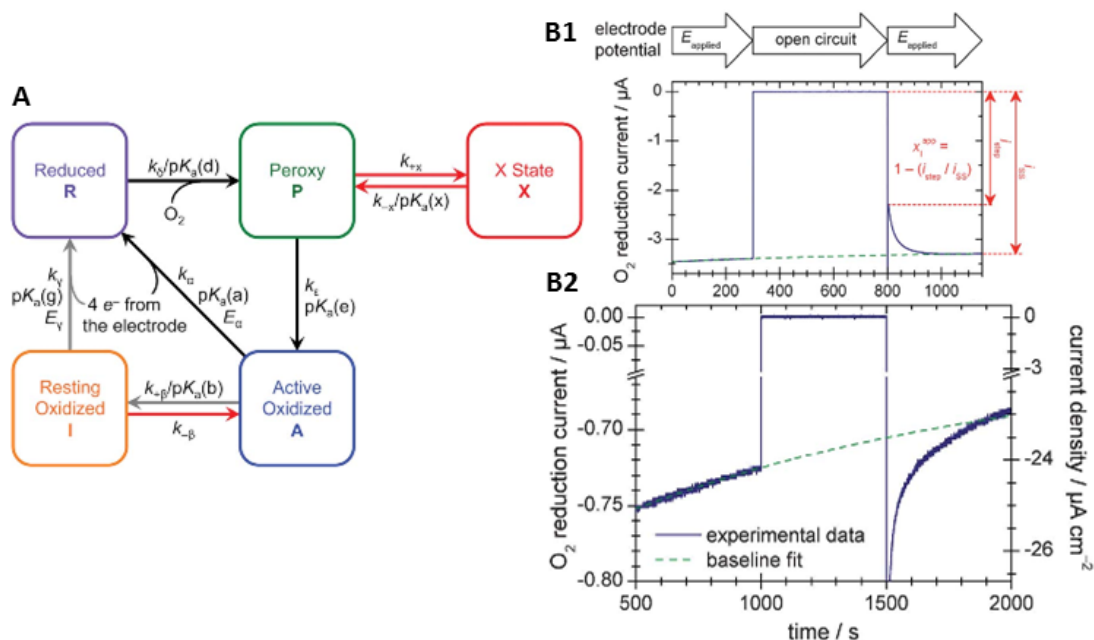 A
Reduced
R
kδ/pKa(d)
O2
Peroxy
P
k+x
k−x/pKa(x)
X State
X
kγ
pKa(g)
Eγ
4 e− from
the electrode
kα
pKa(a)
Eα
kε
pKa(e)
Resting
Oxidized
I
k+β/pKa(b)
k−β
Active
Oxidized
A
B1
electrode
potential
Eapplied
open circuit
Eapplied
O2 reduction current / µA
0
-1
-2
-3
0 200 400 600 800 1000
xIapp =
1 – (istep / iSS)
istep
iSS
B2
O2 reduction current / µA
0.00
-0.05
-0.70
-0.75
-0.80
experimental data
baseline fit
500 1000 1500 2000
time / s
0
-3
-24
-26
current density / µA cm−2